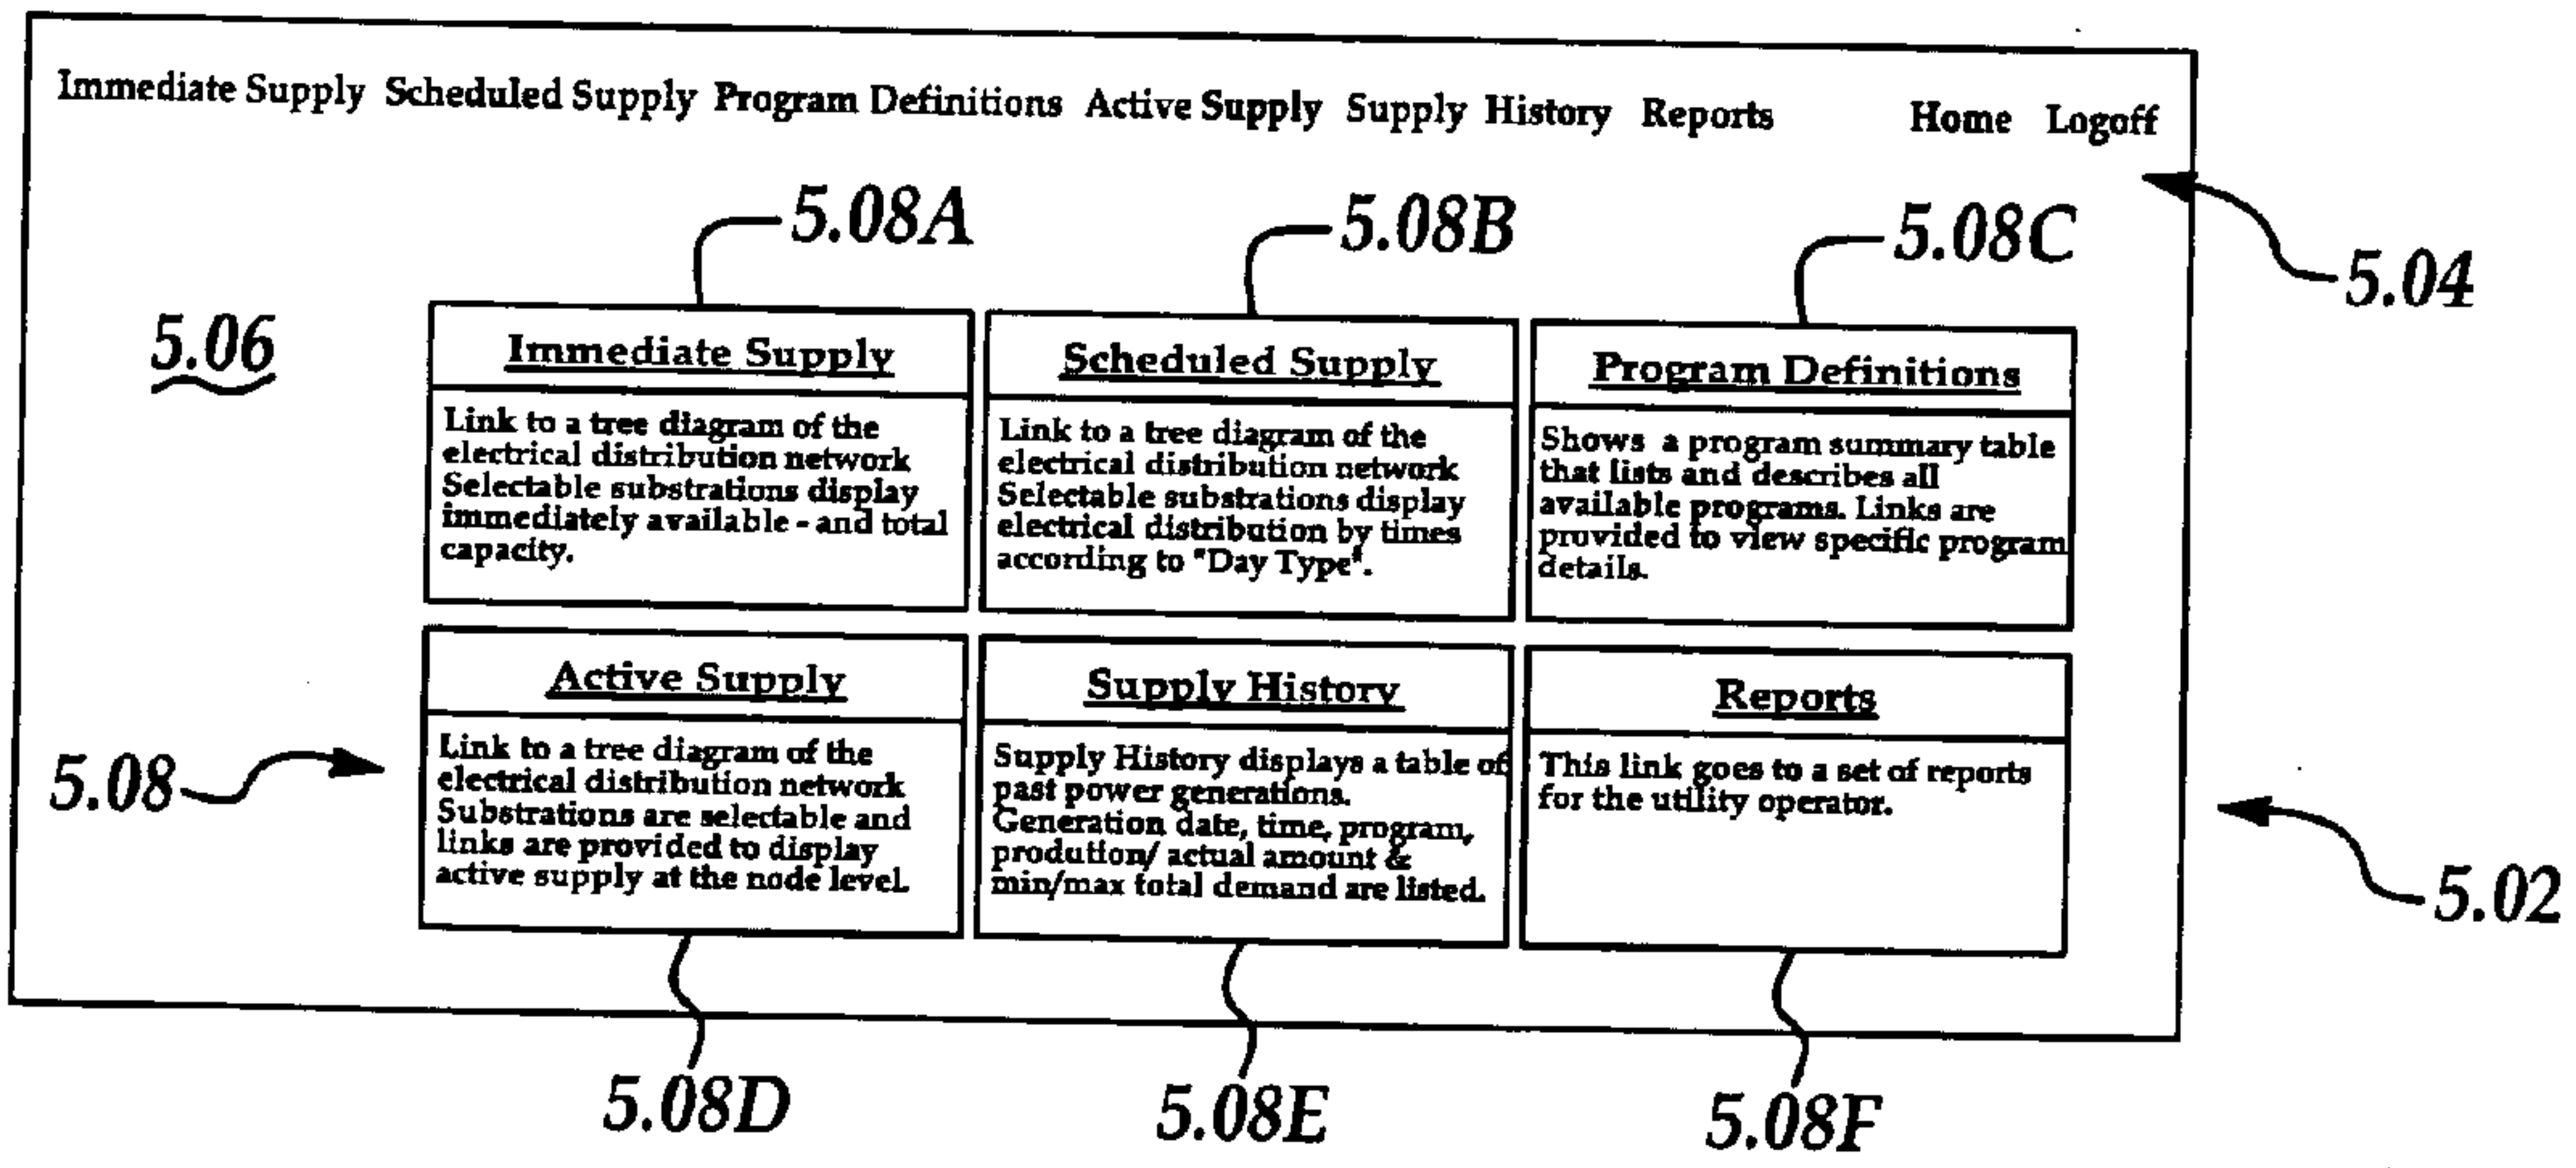 Immediate Supply Scheduled Supply Program Definitions Active Supply Supply History Reports Home Logoff
5.08A
5.08B
5.08C
5.04
5.06
Immediate Supply
Link to a tree diagram of the
electrical distribution network
Selectable substrations display
immediately available - and total
capacity.
Scheduled Supply
Link to a tree diagram of the
electrical distribution network
Selectable substrations display
electrical distribution by times
according to "Day Type".
Program Definitions
Shows a program summary table
that lists and describes all
available programs. Links are
provided to view specific program
details.
5.08
Active Supply
Link to a tree diagram of the
electrical distribution network
Substrations are selectable and
links are provided to display
active supply at the node level.
Supply History
Supply History displays a table of
past power generations.
Generation date, time, program,
prodution/ actual amount &
min/max total demand are listed.
Reports
This link goes to a set of reports
for the utility operator.
5.02
5.08D
5.08E
5.08F